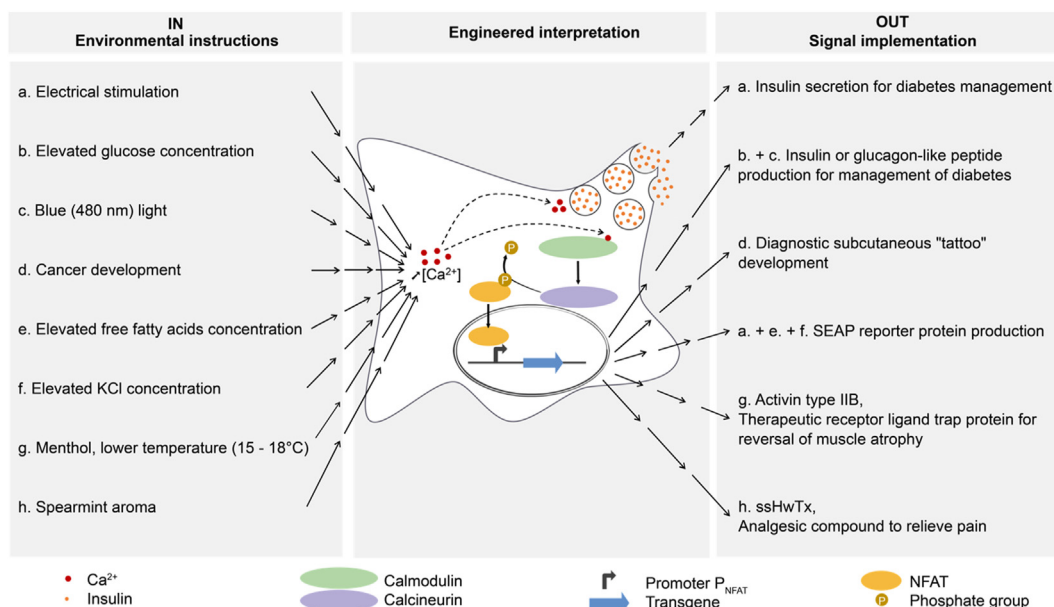 IN
Environmental instructions
Engineered interpretation
OUT
Signal implementation
a. Electrical stimulation
b. Elevated glucose concentration
c. Blue (480 nm) light
d. Cancer development
e. Elevated free fatty acids concentration
f. Elevated KCl concentration
g. Menthol, lower temperature (15 - 18°C)
h. Spearmint aroma
[Ca²⁺]
P
P
a. Insulin secretion for diabetes management
b. + c. Insulin or glucagon-like peptide
production for management of diabetes
d. Diagnostic subcutaneous "tattoo"
development
a. + e. + f. SEAP reporter protein production
g. Activin type IIB,
Therapeutic receptor ligand trap protein for
reversal of muscle atrophy
h. ssHwTx,
Analgesic compound to relieve pain
Ca²⁺
Insulin
Calmodulin
Calcineurin
Promoter P_NFAT
Transgene
NFAT
P Phosphate group